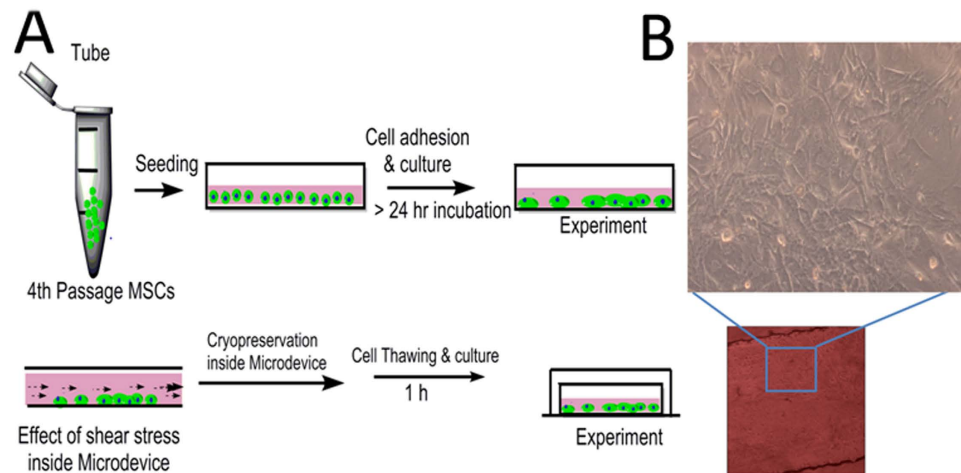 A
B
Tube
Seeding
Cell adhesion
& culture
> 24 hr incubation
Experiment
4th Passage MSCs
Cryopreservation
inside Microdevice
Cell Thawing & culture
1 h
Effect of shear stress
inside Microdevice
Experiment